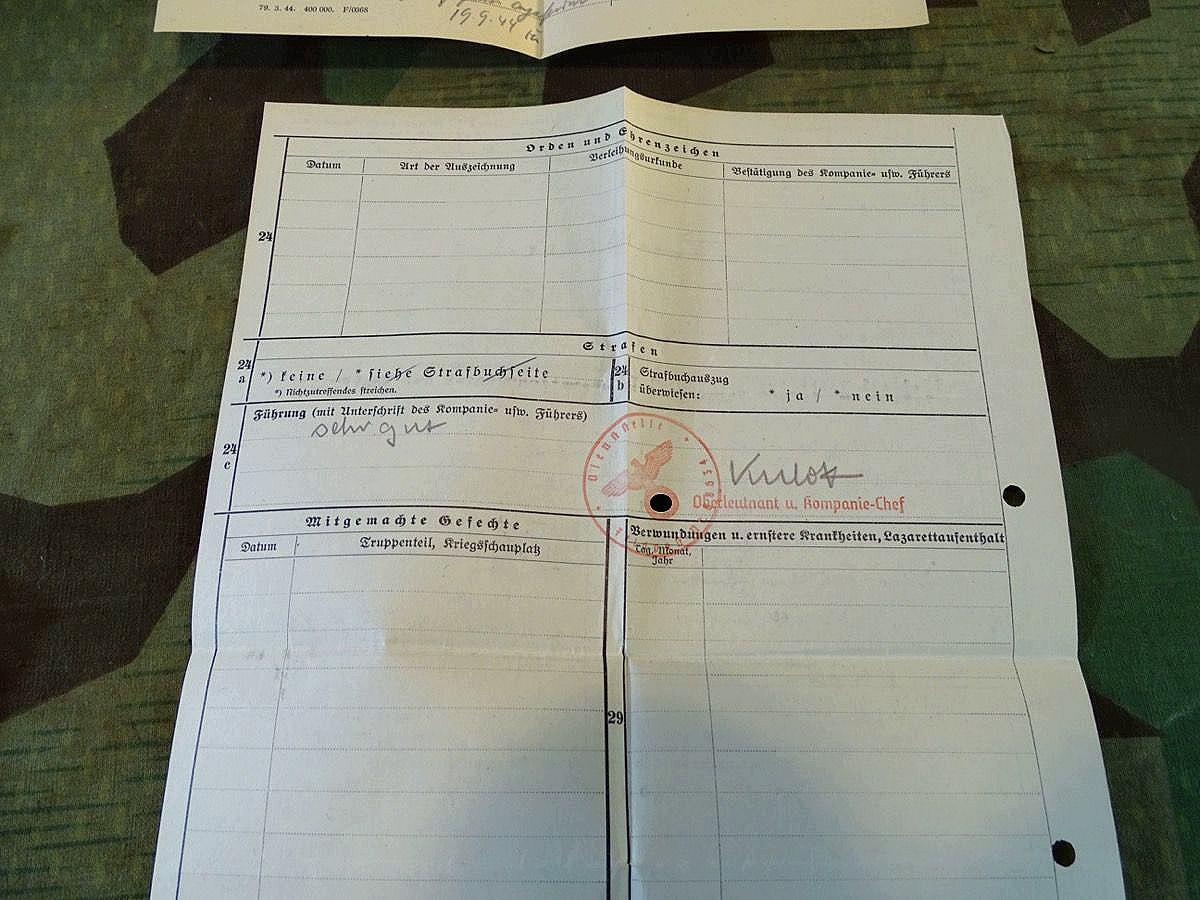 79. 3. 44. 400 000. F/0368
19.9.44
Orden und Ehrenzeichen
Datum Art der Auszeichnung Verleihungsurkunde Bestätigung des Kompanie- usw. Führers
24
Strafen
24 a *) keine / * siehe Strafbuchseite
*) Nichtzutreffendes streichen.
24 b Strafbuchauszug
überwiesen: * ja / * nein
24 c Führung (mit Unterschrift des Kompanie- usw. Führers)
sehr gut
Dienststelle
Oberleutnant u. Kompanie-Chef
Mitgemachte Gefechte
Datum Truppenteil, Kriegsschauplatz
29
Verwundungen u. ernstere Krankheiten, Lazarettaufenthalt
Tag, Monat,
Jahr